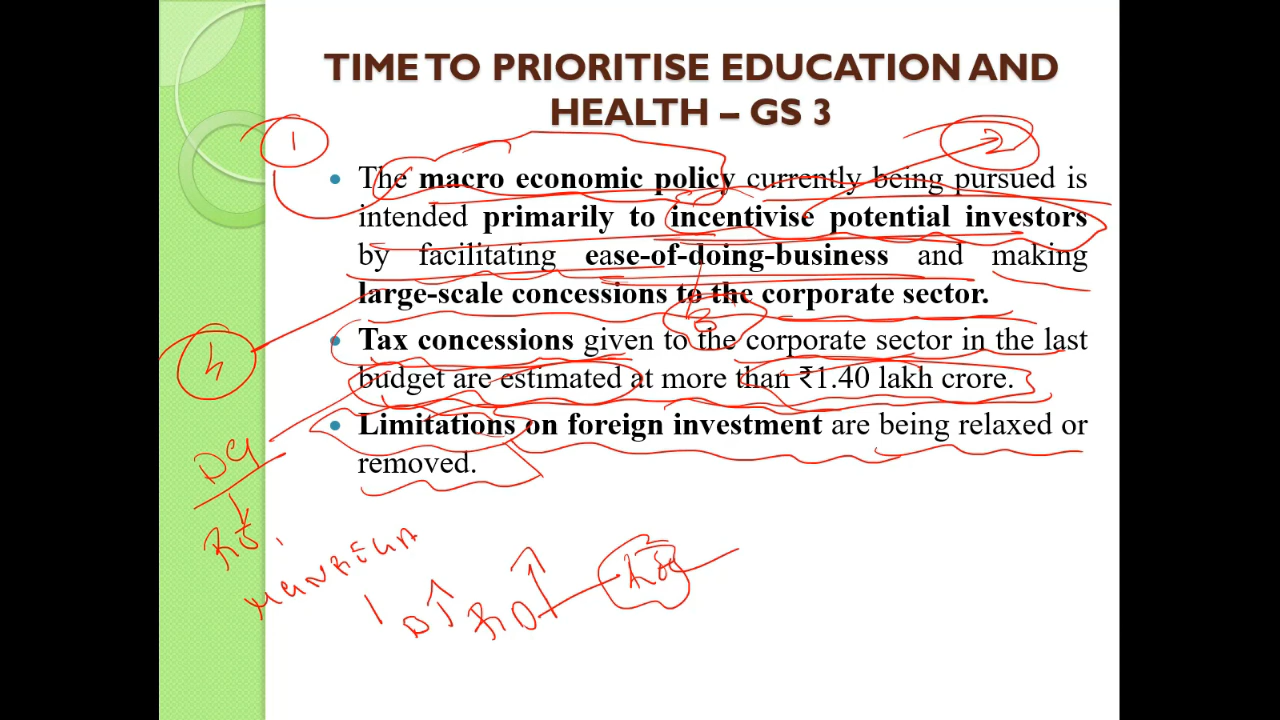 TIME TO PRIORITISE EDUCATION AND
HEALTH – GS 3
1
2
• The macro economic policy currently being pursued is
intended primarily to incentivise potential investors
by facilitating ease-of-doing-business and making
large-scale concessions to the corporate sector.
3
• Tax concessions given to the corporate sector in the last
budget are estimated at more than ₹1.40 lakh crore.
4
• Limitations on foreign investment are being relaxed or
removed.